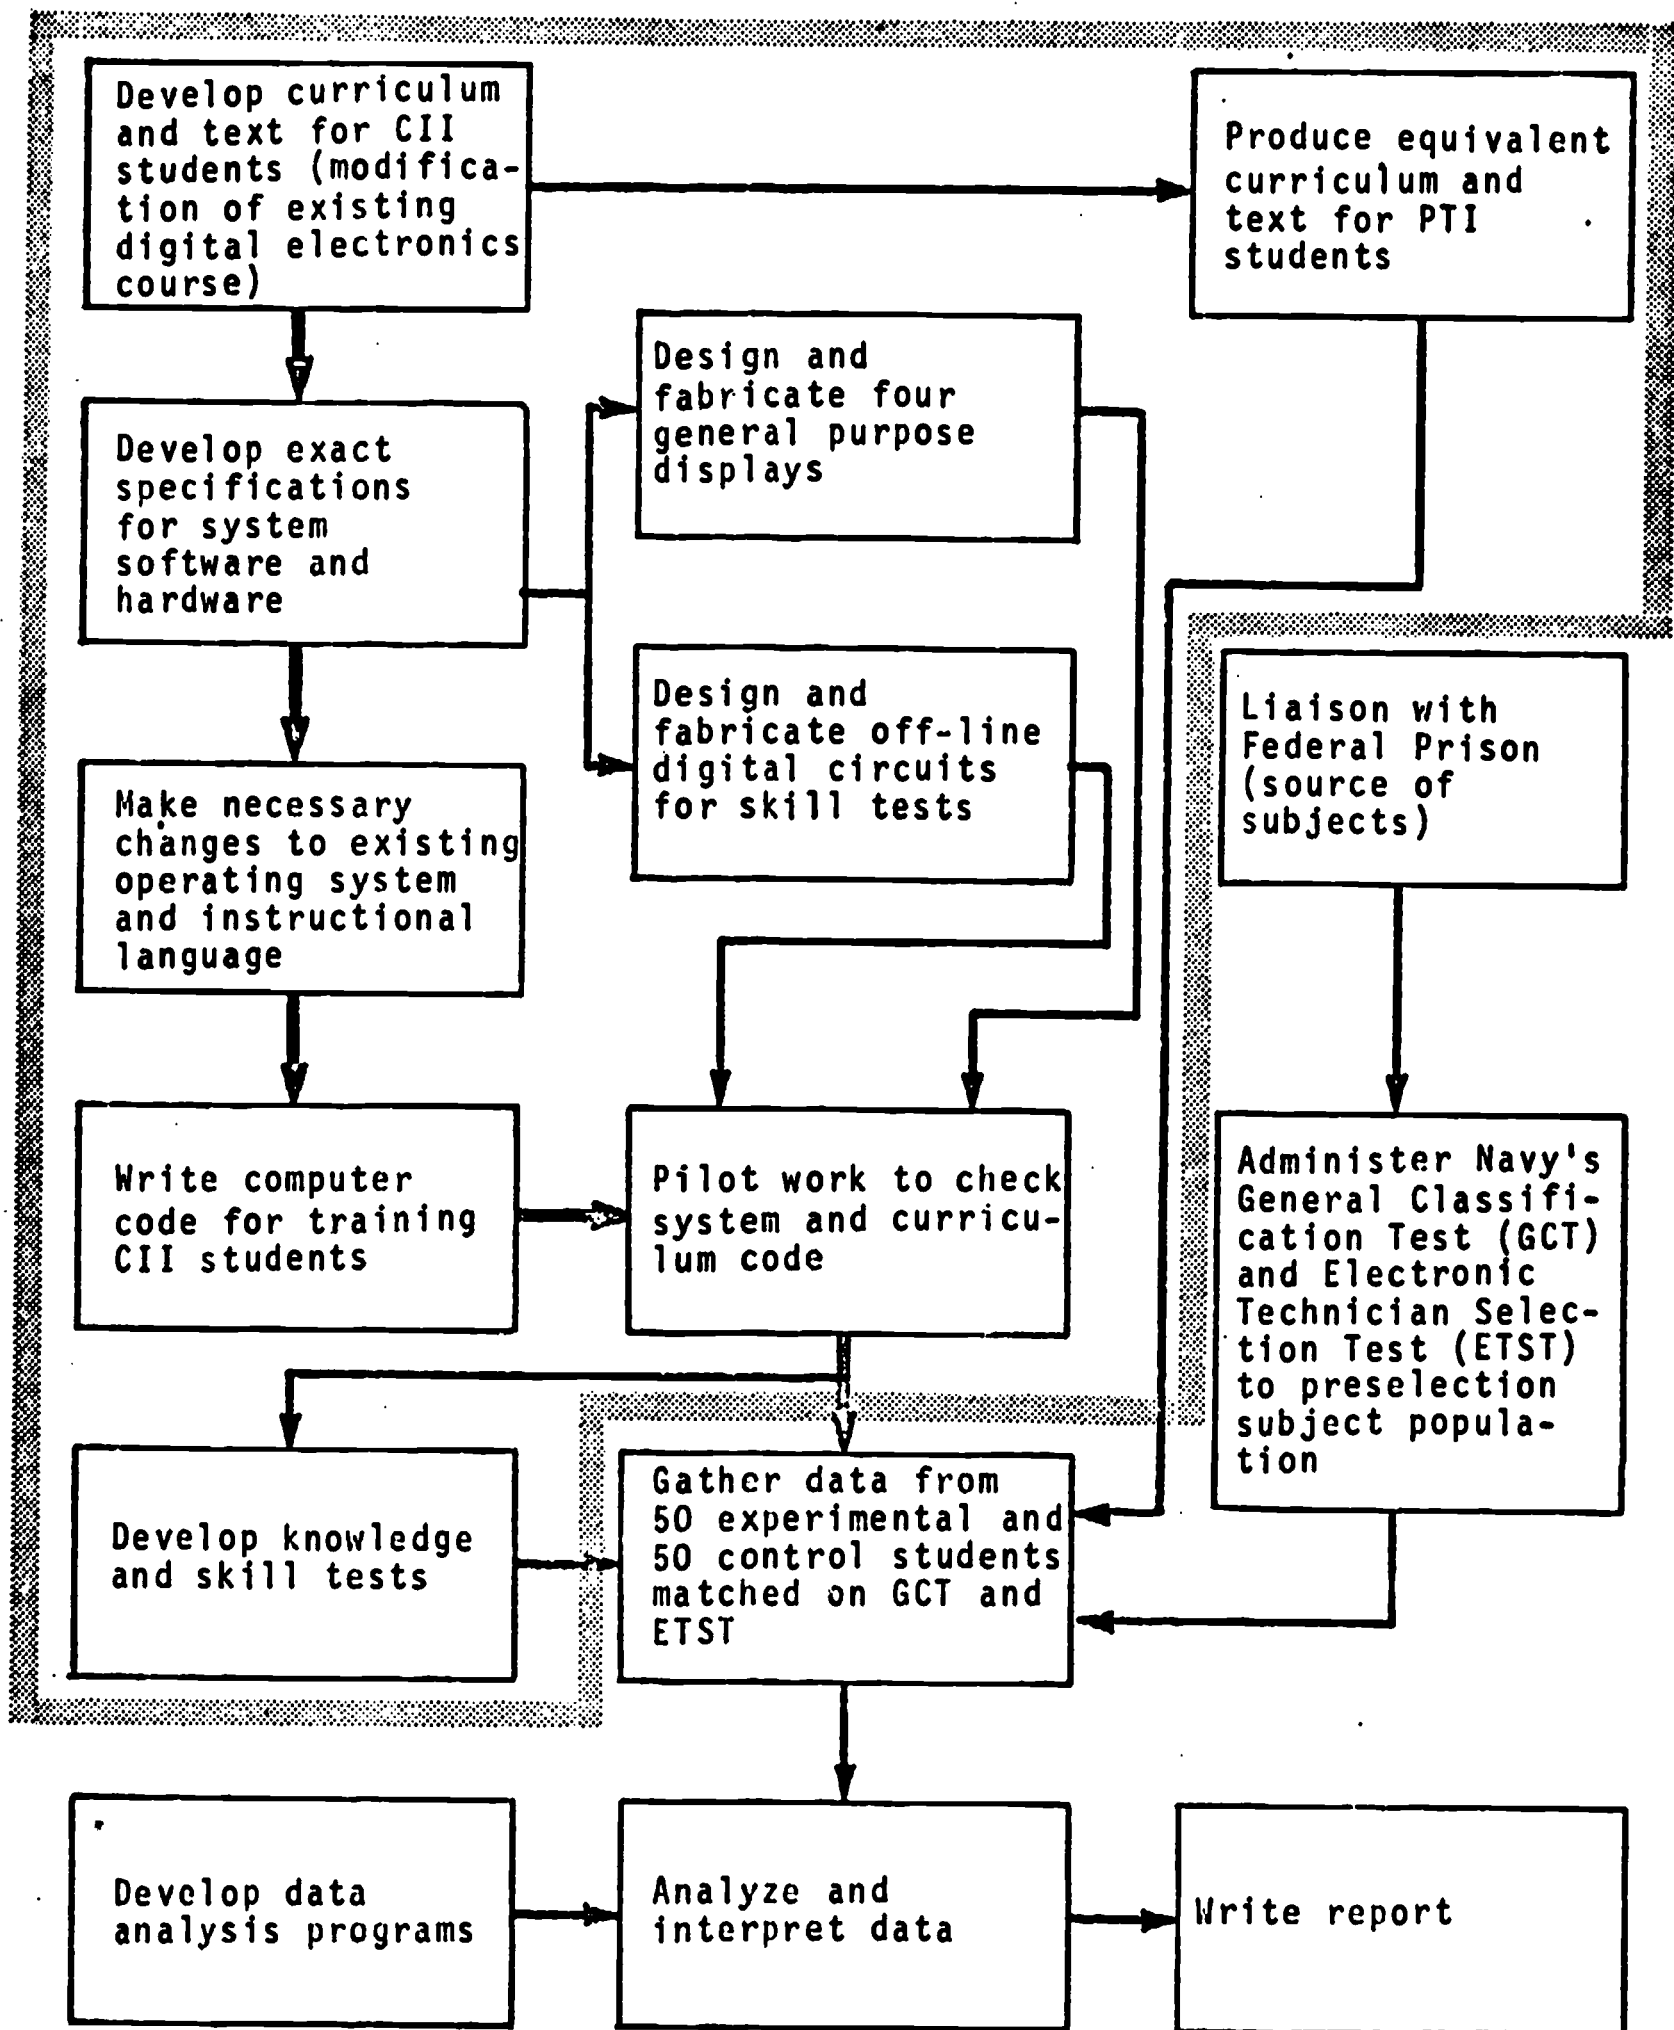 Develop curriculum
and text for CII
students (modifica-
tion of existing
digital electronics
course)
Produce equivalent
curriculum and
text for PTI
students
Design and
fabricate four
general purpose
displays
Develop exact
specifications
for system
software and
hardware
Design and
fabricate off-line
digital circuits
for skill tests
Liaison with
Federal Prison
(source of
subjects)
Make necessary
changes to existing
operating system
and instructional
language
Write computer
code for training
CII students
Pilot work to check
system and curricu-
lum code
Administer Navy's
General Classifi-
cation Test (GCT)
and Electronic
Technician Selec-
tion Test (ETST)
to preselection
subject popula-
tion
Develop knowledge
and skill tests
Gather data from
50 experimental and
50 control students
matched on GCT and
ETST
Develop data
analysis programs
Analyze and
interpret data
Write report